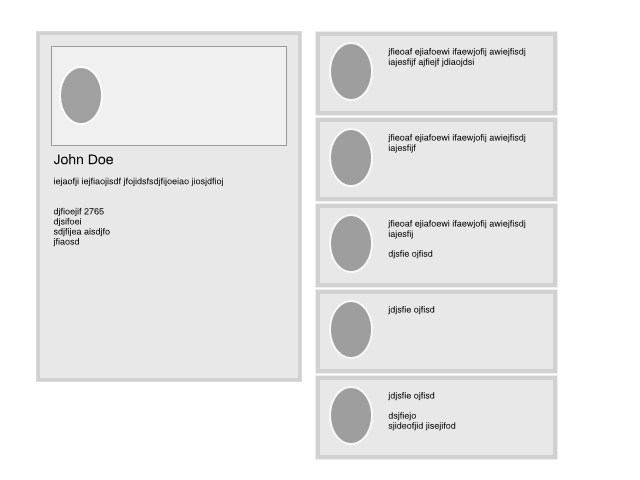 John Doe
iejaofji iejfiaojisdf jfojidsfsdjfijoeiao jiosjdfioj
djfioejif 2765
djsifoei
sdjfijea aisdjfo
jfiaosd
jfieoaf ejiafoewi ifaewjofij awiejfisdj
iajesfijf ajfiejf jdiaojdsi
jfieoaf ejiafoewi ifaewjofij awiejfisdj
iajesfijf
jfieoaf ejiafoewi ifaewjofij awiejfisdj
iajesfij
djsfie ojfisd
jdjsfie ojfisd
jdjsfie ojfisd
dsjfiejo
sjideofjid jisejifod